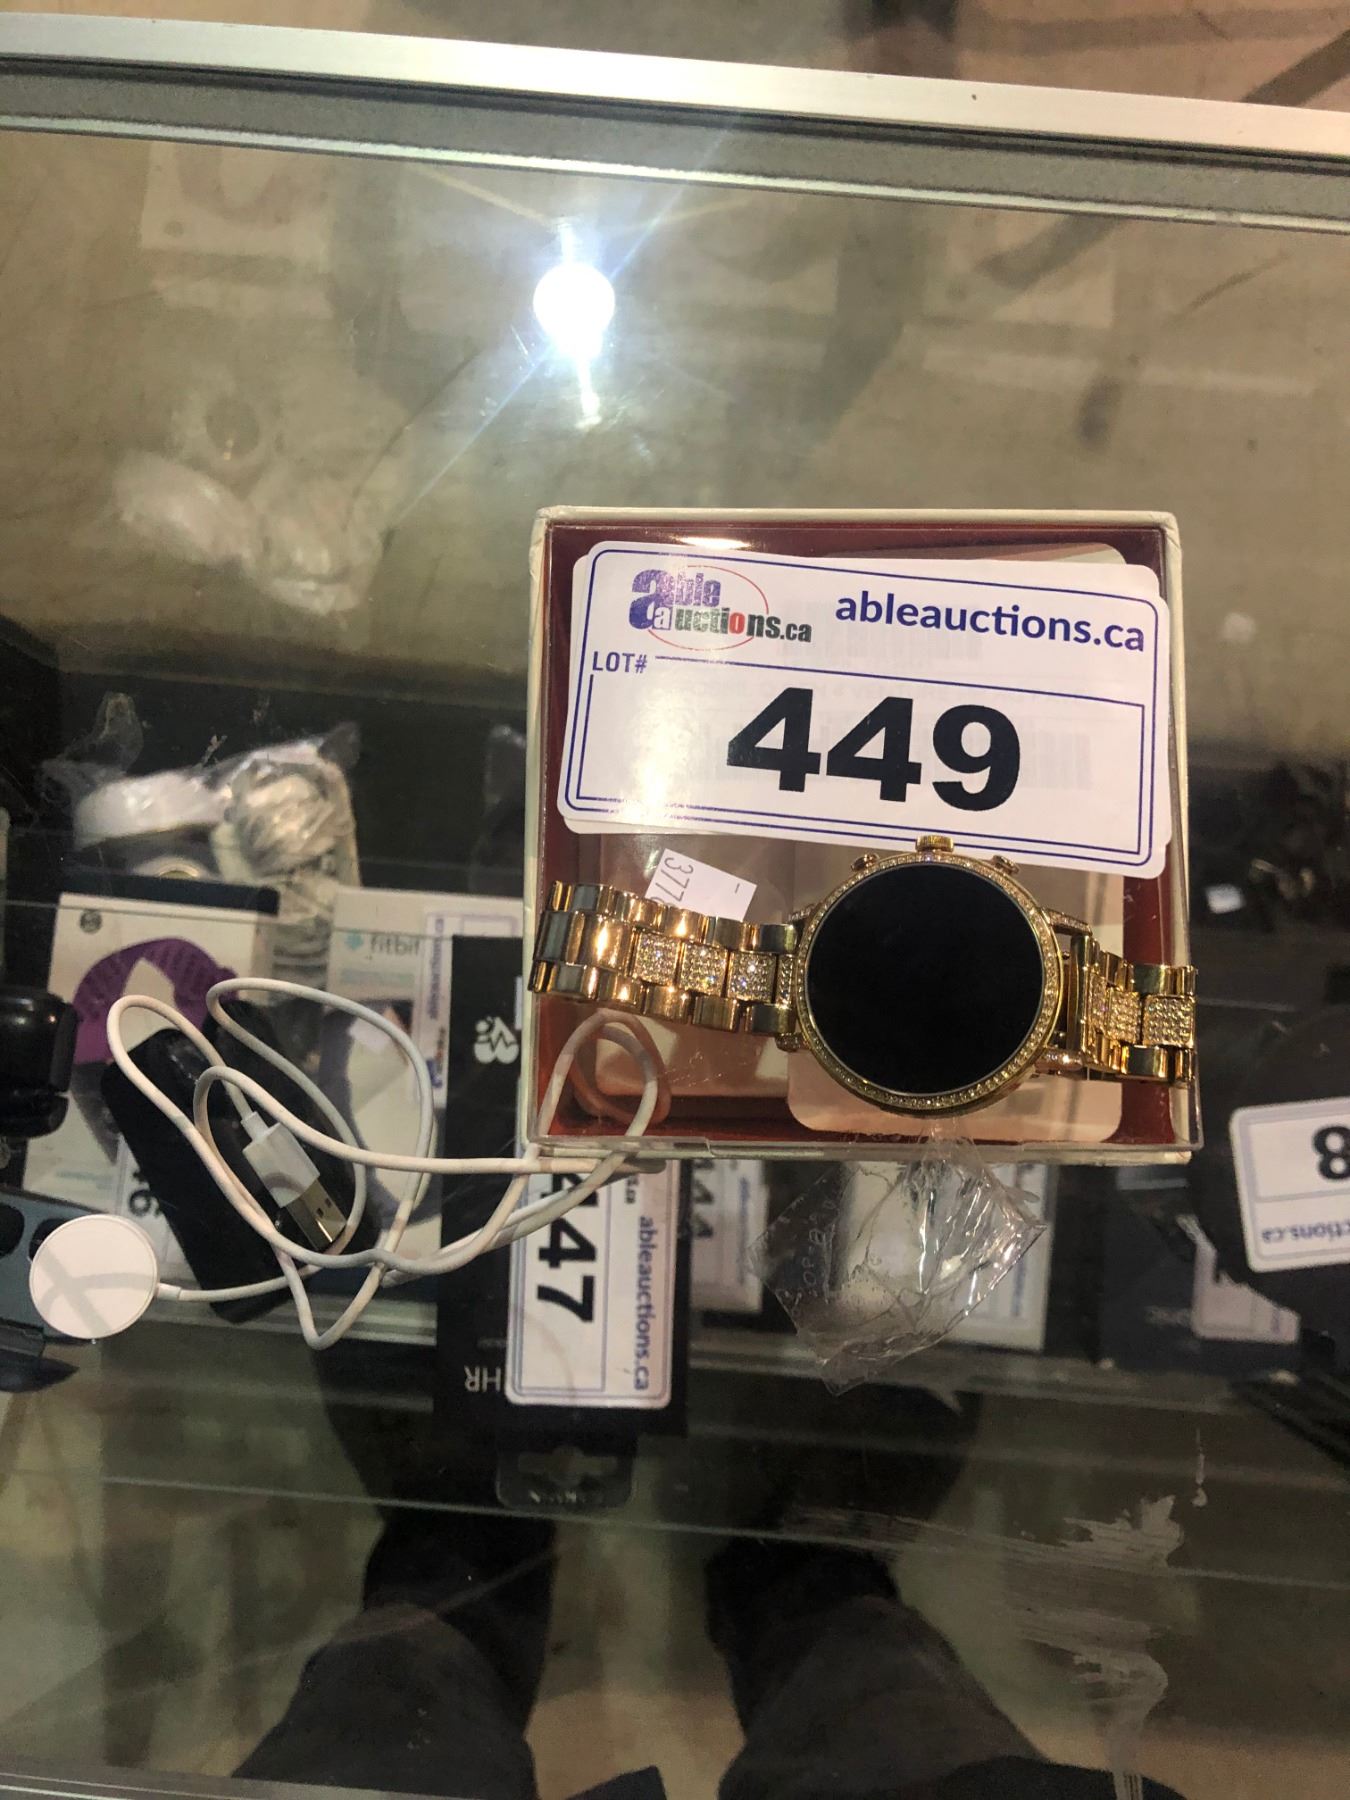 able auctions.ca
ableauctions.ca
LOT#
449
377
fitbit
447
ableauctions.ca
HR
8